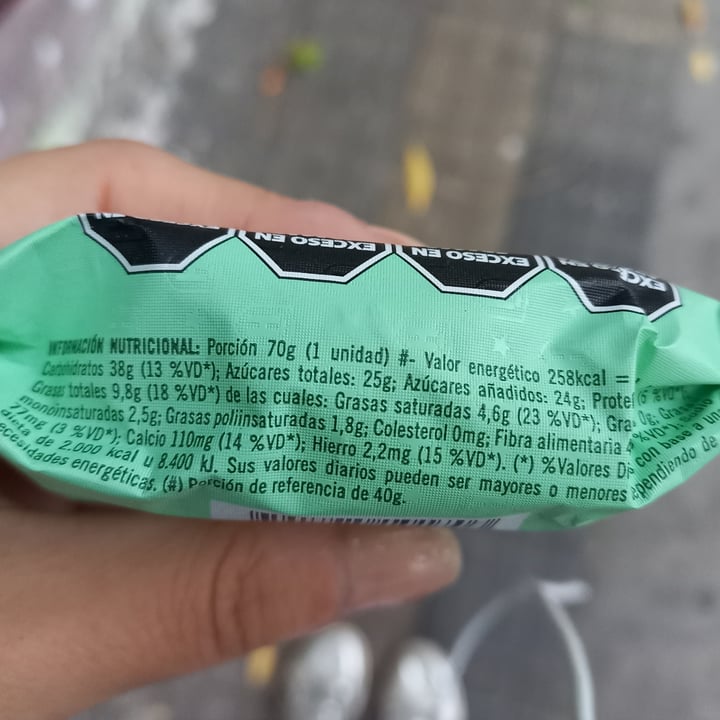 EXCESO EN
EXCESO EN
INFORMACIÓN NUTRICIONAL: Porción 70g (1 unidad) #- Valor energético 258kcal =
Carbohidratos 38g (13 %VD*); Azúcares totales: 25g; Azúcares añadidos: 24g;
Grasas totales 9,8g (18 %VD*) de las cuales: Grasas saturadas 4,6g (23 %VD*); 0g;
monoinsaturadas 2,5g; Grasas poliinsaturadas 1,8g; Colesterol 0mg; Fibra alimentaria
77mg (3 %VD*); Calcio 110mg (14 %VD*); Hierro 2,2mg (15 %VD*). (*) %Valores con base a
dieta de 2.000 kcal u 8.400 kJ. Sus valores diarios pueden ser mayores o menores
energéticas. (#) Porción de referencia de 40g.